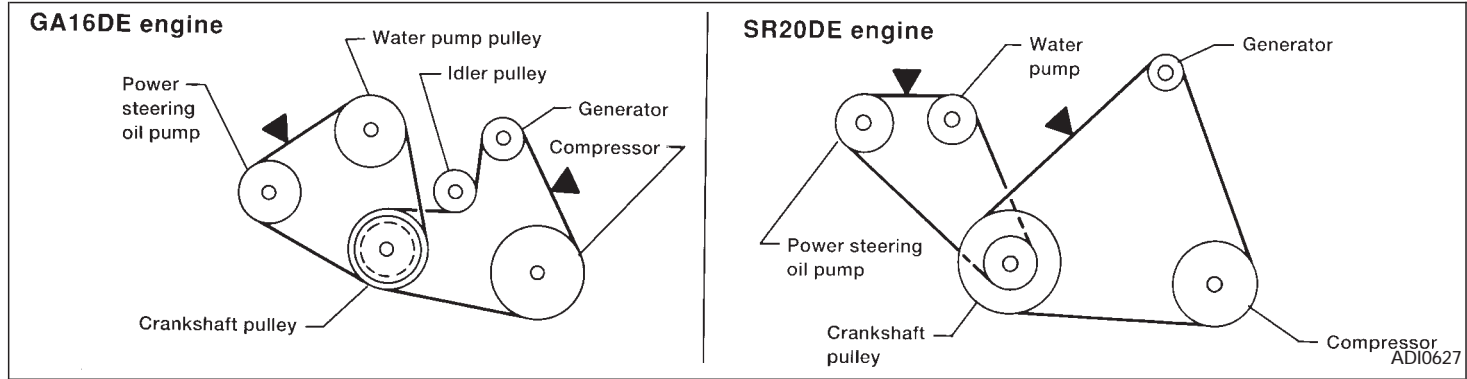 GA16DE engine
Water pump pulley
Idler pulley
Power
steering
oil pump
Generator
Compressor
Crankshaft pulley
SR20DE engine
Water
pump
Generator
Power steering
oil pump
Crankshaft
pulley
Compressor
ADI0627